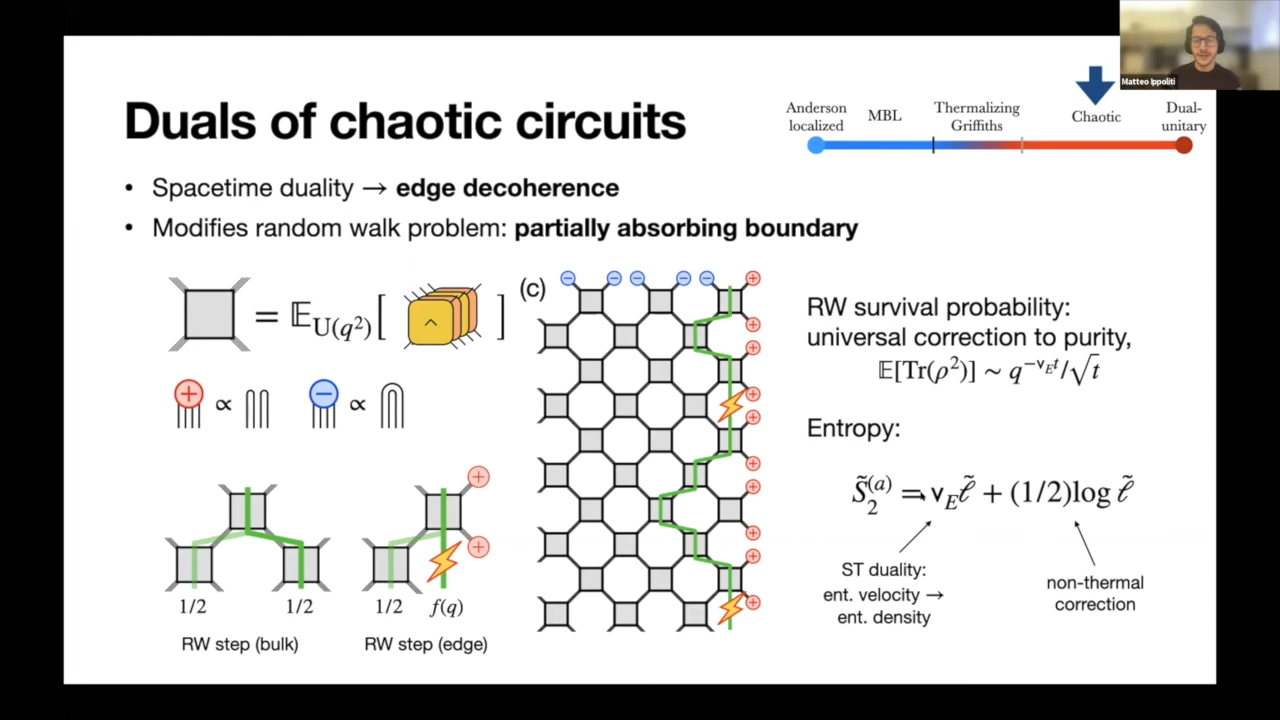 Matteo Ippoliti
Duals of chaotic circuits
Anderson
localized
MBL
Thermalizing
Griffiths
Chaotic
Dual-
unitary
• Spacetime duality → edge decoherence
• Modifies random walk problem: partially absorbing boundary
= 𝔼U(q²)[ ]
(c)
+ ∝
− ∝
1/2 1/2
RW step (bulk)
1/2 f(q)
RW step (edge)
RW survival probability:
universal correction to purity,
𝔼[Tr(ρ²)] ~ q^{-v_E t}/√t
Entropy:
S̃₂^{(a)} = v_E ℓ̃ + (1/2)log ℓ̃
ST duality:
ent. velocity →
ent. density
non-thermal
correction